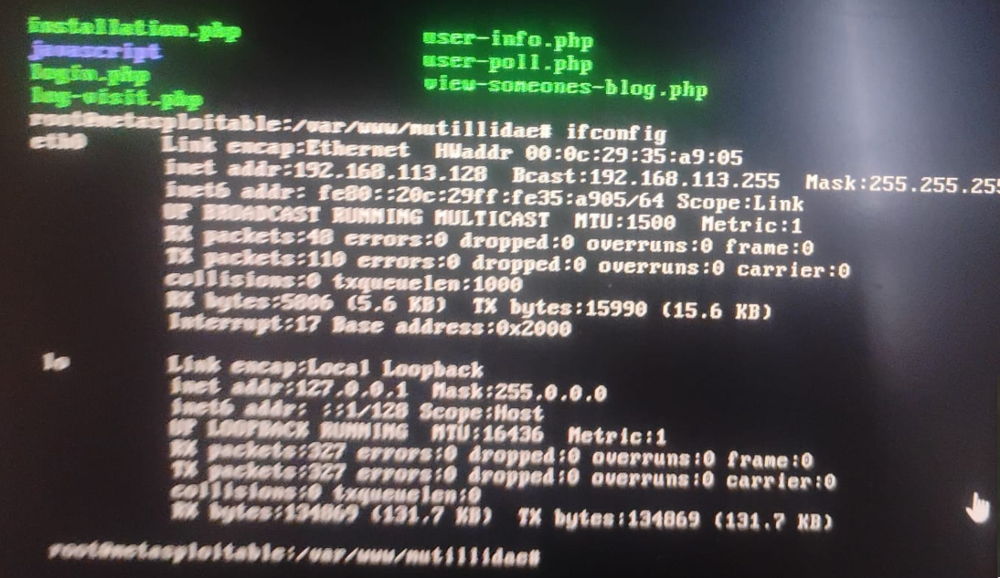 installation.php user-info.php
javascript user-poll.php
login.php view-someones-blog.php
log-visit.php
root@metasploitable:/var/www/mutillidae# ifconfig
eth0 Link encap:Ethernet HWaddr 00:0c:29:35:a9:05
inet addr:192.168.113.128 Bcast:192.168.113.255 Mask:255.255.255
inet6 addr: fe80::20c:29ff:fe35:a905/64 Scope:Link
UP BROADCAST RUNNING MULTICAST MTU:1500 Metric:1
RX packets:48 errors:0 dropped:0 overruns:0 frame:0
TX packets:110 errors:0 dropped:0 overruns:0 carrier:0
collisions:0 txqueuelen:1000
RX bytes:5806 (5.6 KB) TX bytes:15990 (15.6 KB)
Interrupt:17 Base address:0x2000
lo Link encap:Local Loopback
inet addr:127.0.0.1 Mask:255.0.0.0
inet6 addr: ::1/128 Scope:Host
UP LOOPBACK RUNNING MTU:16436 Metric:1
RX packets:327 errors:0 dropped:0 overruns:0 frame:0
TX packets:327 errors:0 dropped:0 overruns:0 carrier:0
collisions:0 txqueuelen:0
RX bytes:134869 (131.7 KB) TX bytes:134869 (131.7 KB)
root@metasploitable:/var/www/mutillidae#